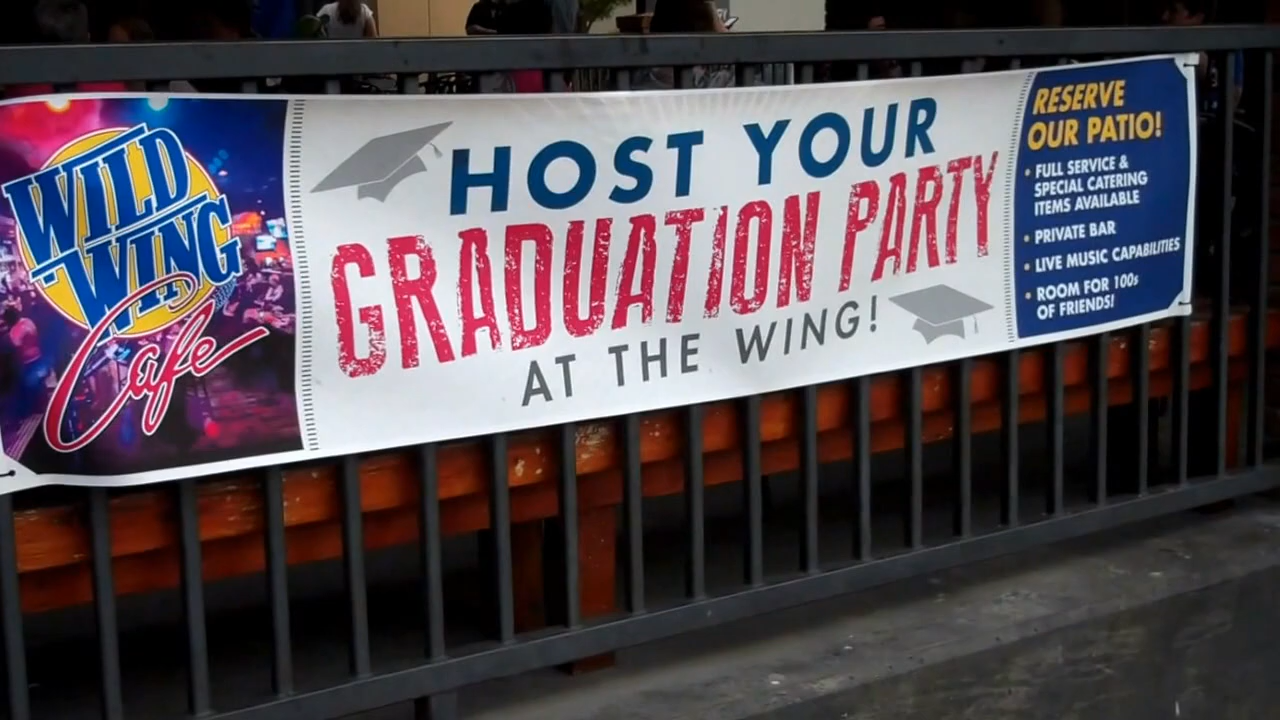 WILD
WING
Cafe
HOST YOUR
GRADUATION PARTY
AT THE WING!
RESERVE
OUR PATIO!
• FULL SERVICE &
SPECIAL CATERING
ITEMS AVAILABLE
• PRIVATE BAR
• LIVE MUSIC CAPABILITIES
• ROOM FOR 100s
OF FRIENDS!